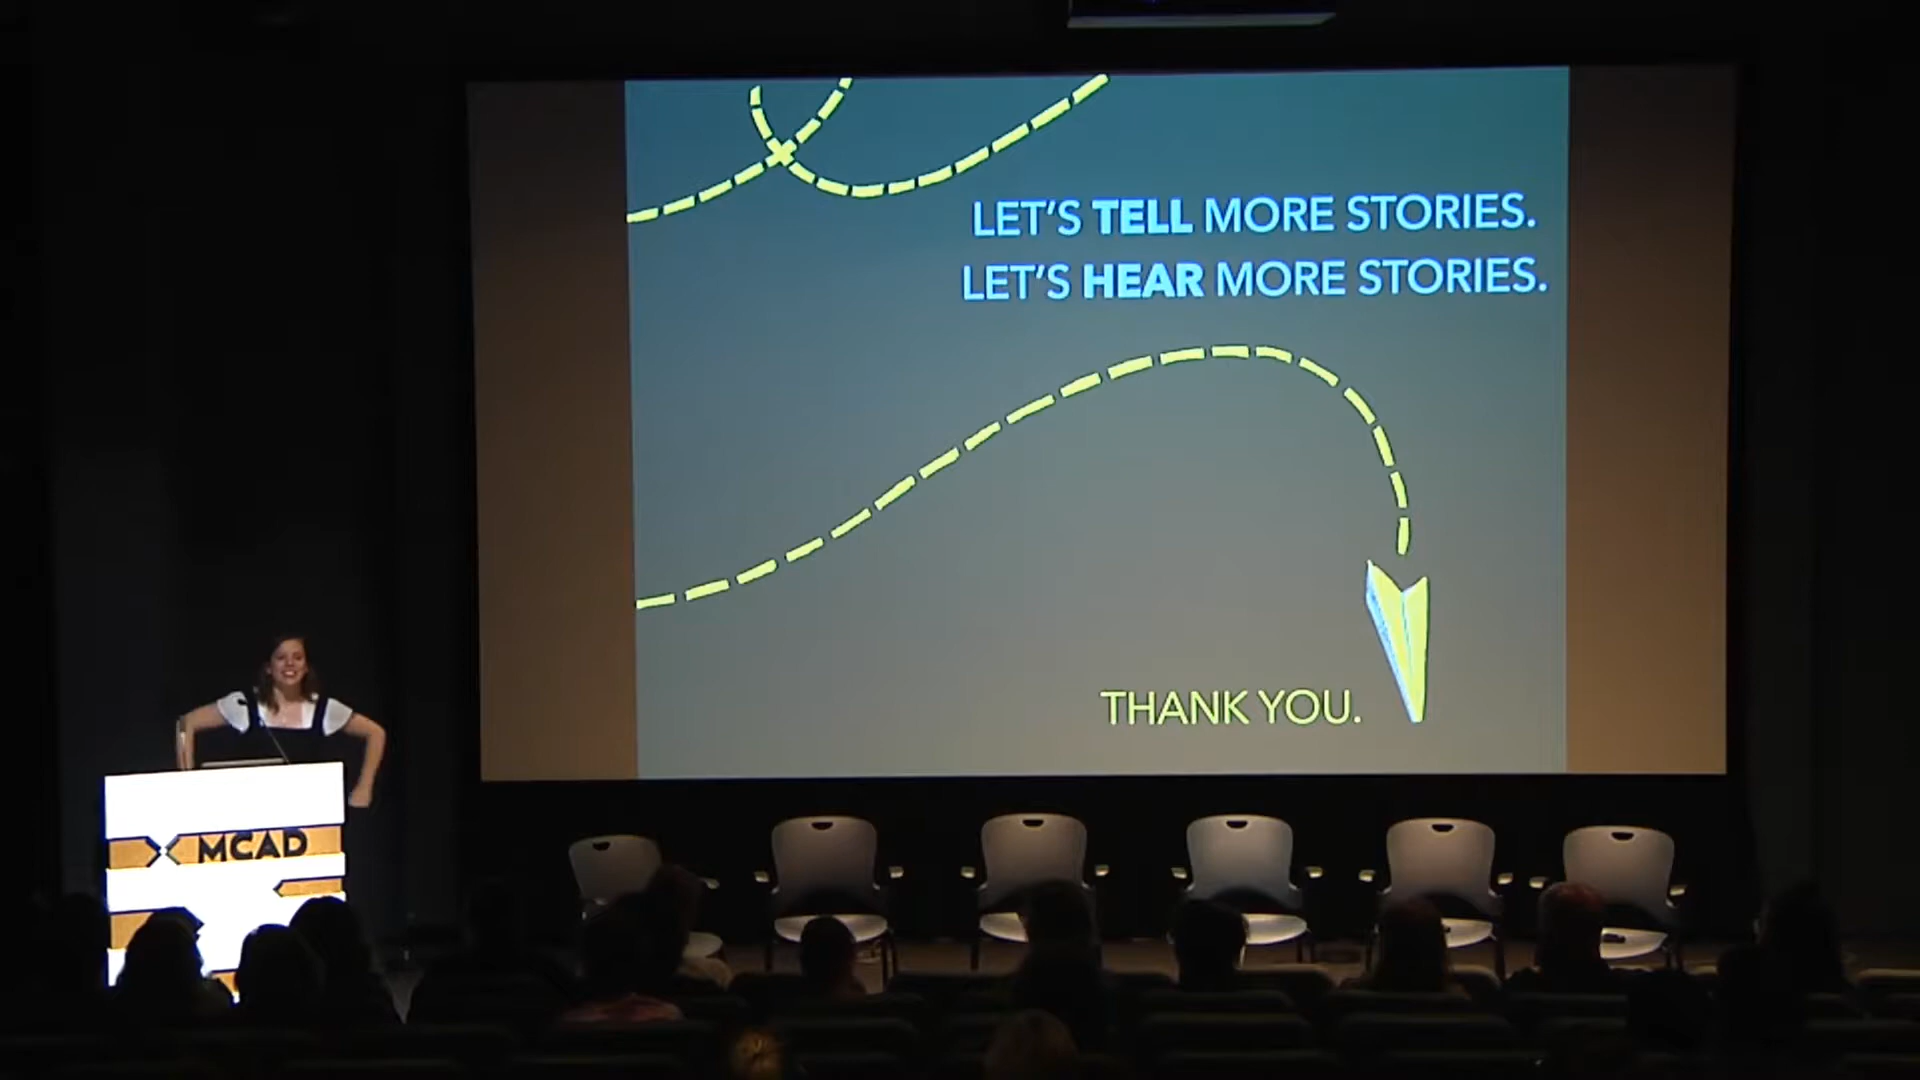 LET'S TELL MORE STORIES.
LET'S HEAR MORE STORIES.
THANK YOU.
MCAD